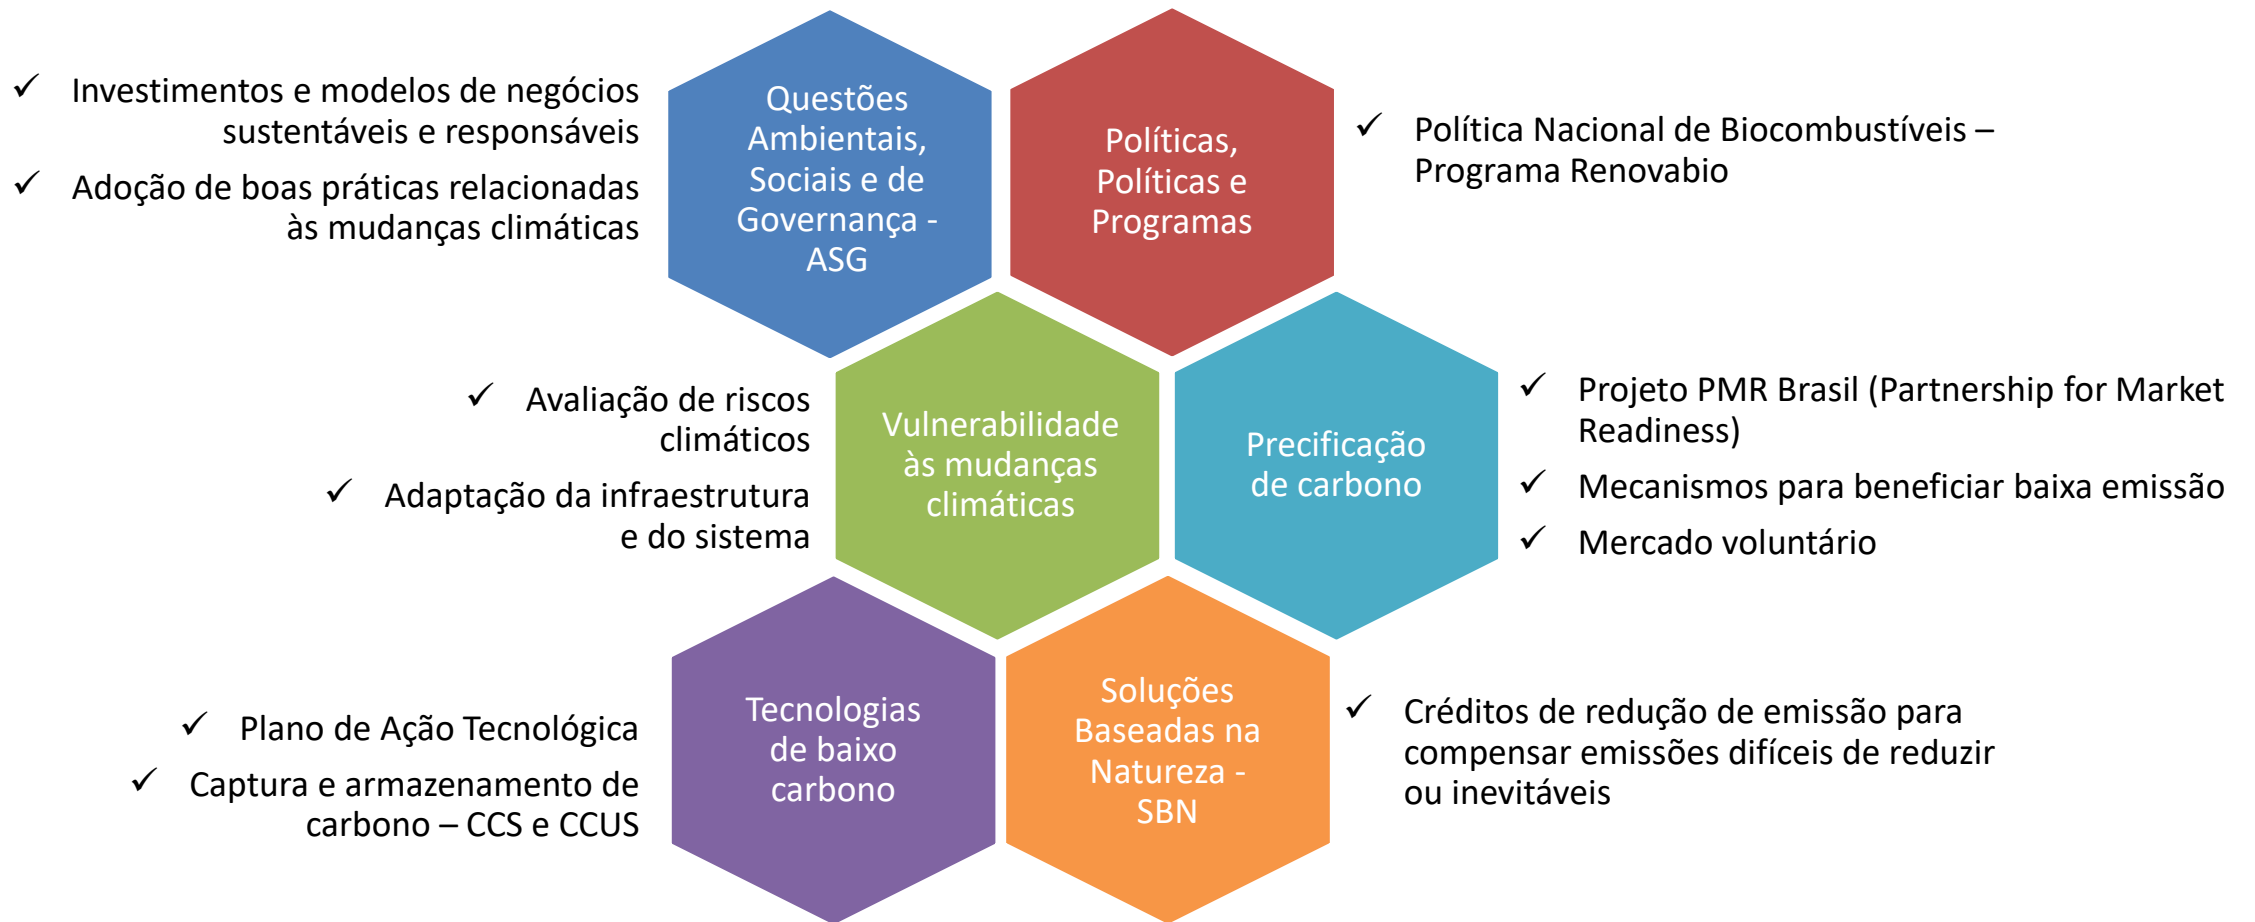 ✓ Investimentos e modelos de negócios
sustentáveis e responsáveis
✓ Adoção de boas práticas relacionadas
às mudanças climáticas
Questões
Ambientais,
Sociais e de
Governança -
ASG
Políticas,
Políticas e
Programas
✓ Política Nacional de Biocombustíveis –
Programa Renovabio
✓ Avaliação de riscos
climáticos
✓ Adaptação da infraestrutura
e do sistema
Vulnerabilidade
às mudanças
climáticas
Precificação
de carbono
✓ Projeto PMR Brasil (Partnership for Market
Readiness)
✓ Mecanismos para beneficiar baixa emissão
✓ Mercado voluntário
✓ Plano de Ação Tecnológica
✓ Captura e armazenamento de
carbono – CCS e CCUS
Tecnologias
de baixo
carbono
Soluções
Baseadas na
Natureza -
SBN
✓ Créditos de redução de emissão para
compensar emissões difíceis de reduzir
ou inevitáveis